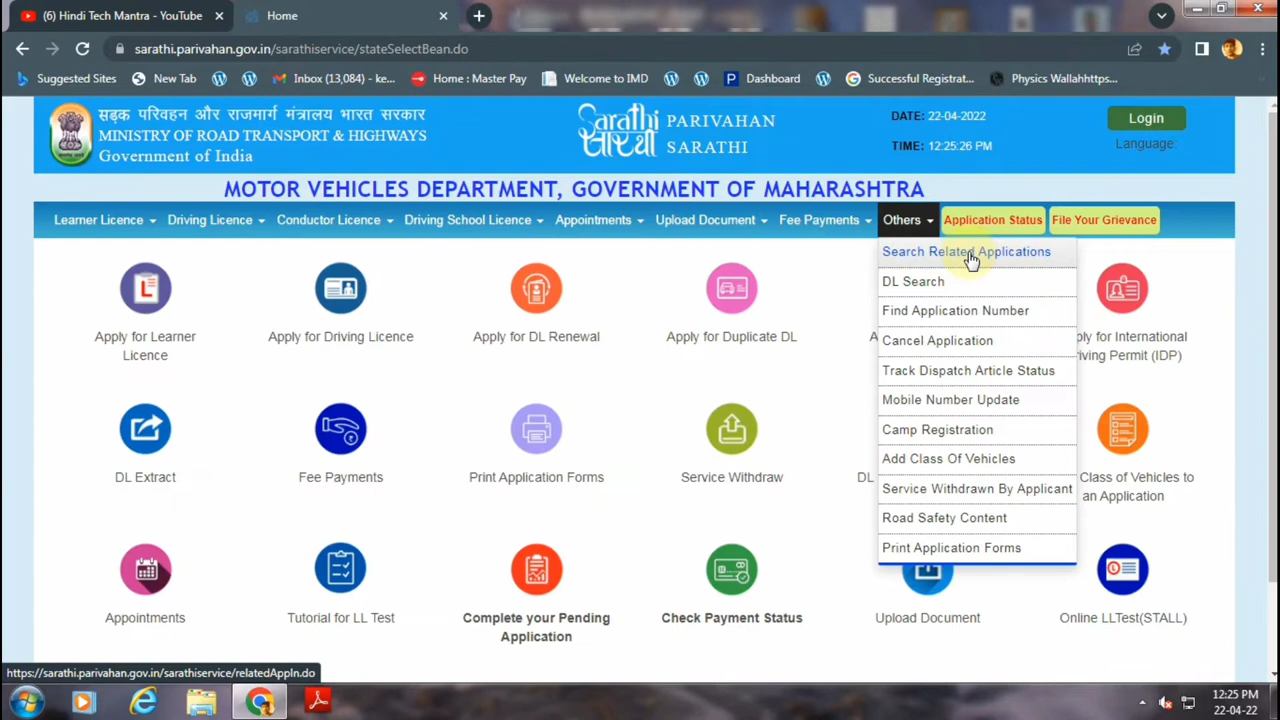 (6) Hindi Tech Mantra - YouTube
Home
sarathi.parivahan.gov.in/sarathiservice/stateSelectBean.do
Suggested Sites
New Tab
Inbox (13,084) - ke...
Home : Master Pay
Welcome to IMD
Dashboard
Successful Registrat...
Physics Wallahhttps...
सड़क परिवहन और राजमार्ग मंत्रालय भारत सरकार
MINISTRY OF ROAD TRANSPORT & HIGHWAYS
Government of India
Sarathi
सारथी
PARIVAHAN
SARATHI
DATE: 22-04-2022
TIME: 12:25:26 PM
Login
Language:
MOTOR VEHICLES DEPARTMENT, GOVERNMENT OF MAHARASHTRA
Learner Licence Driving Licence Conductor Licence Driving School Licence Appointments Upload Document Fee Payments Others Application Status File Your Grievance
Search Related Applications
DL Search
Find Application Number
Cancel Application
Track Dispatch Article Status
Mobile Number Update
Camp Registration
Add Class Of Vehicles
Service Withdrawn By Applicant
Road Safety Content
Print Application Forms
Apply for Learner
Licence
Apply for Driving Licence
Apply for DL Renewal
Apply for Duplicate DL
A
ply for International
iving Permit (IDP)
DL Extract
Fee Payments
Print Application Forms
Service Withdraw
DL
Class of Vehicles to
an Application
Appointments
Tutorial for LL Test
Complete your Pending
Application
Check Payment Status
Upload Document
Online LLTest(STALL)
https://sarathi.parivahan.gov.in/sarathiservice/relatedAppln.do
12:25 PM
22-04-22